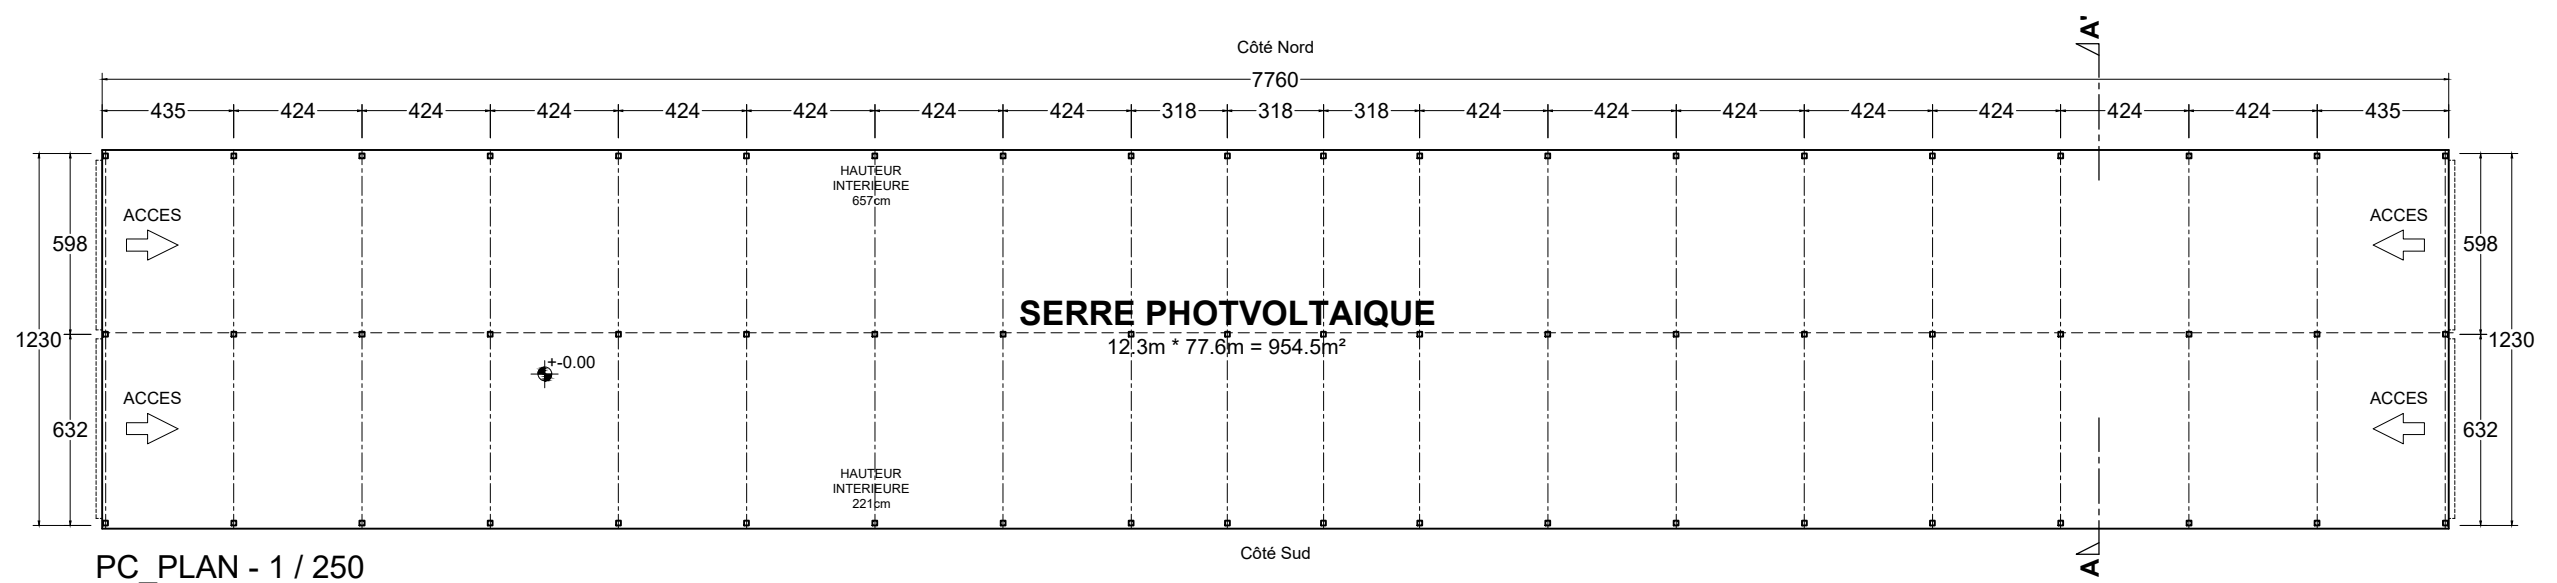 Côté Nord
A'
7760
435 424 424 424 424 424 424 424 318 318 318 424 424 424 424 424 424 424 435
HAUTEUR
INTERIEURE
657cm
ACCES
ACCES
598
598
SERRE PHOTVOLTAIQUE
12.3m * 77.6m = 954.5m²
1230
1230
+-0.00
ACCES
ACCES
632
632
HAUTEUR
INTERIEURE
221cm
Côté Sud
A
PC_PLAN - 1 / 250